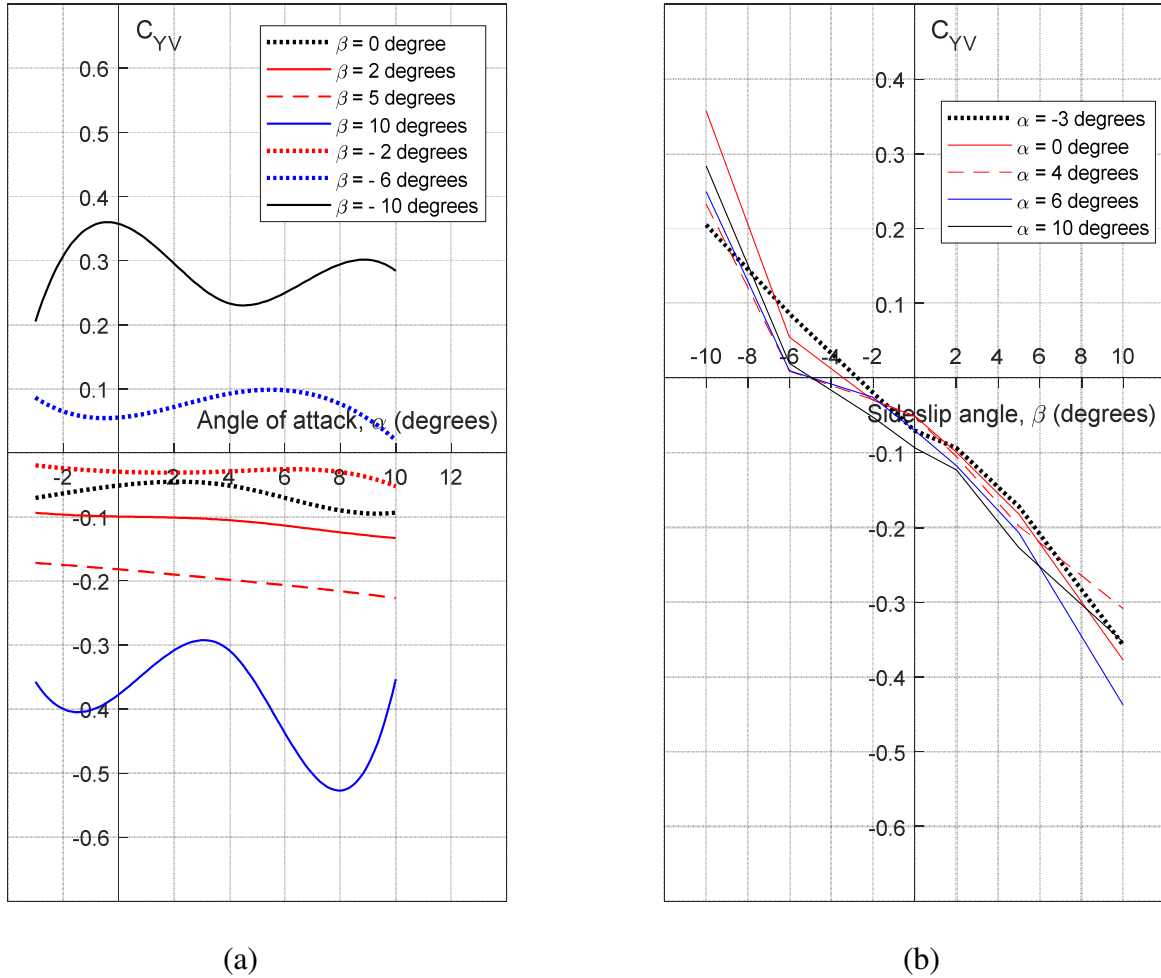 C_YV
0.6
0.5
0.4
0.3
0.2
0.1
-0.1
-0.2
-0.3
-0.4
-0.5
-0.6
-2 2 4 6 8 10 12
Angle of attack, α (degrees)
β = 0 degree
β = 2 degrees
β = 5 degrees
β = 10 degrees
β = - 2 degrees
β = - 6 degrees
β = - 10 degrees
(a)
C_YV
0.4
0.3
0.2
0.1
-0.1
-0.2
-0.3
-0.4
-0.5
-0.6
-10 -8 -6 -4 -2 2 4 6 8 10
Sideslip angle, β (degrees)
α = -3 degrees
α = 0 degree
α = 4 degrees
α = 6 degrees
α = 10 degrees
(b)